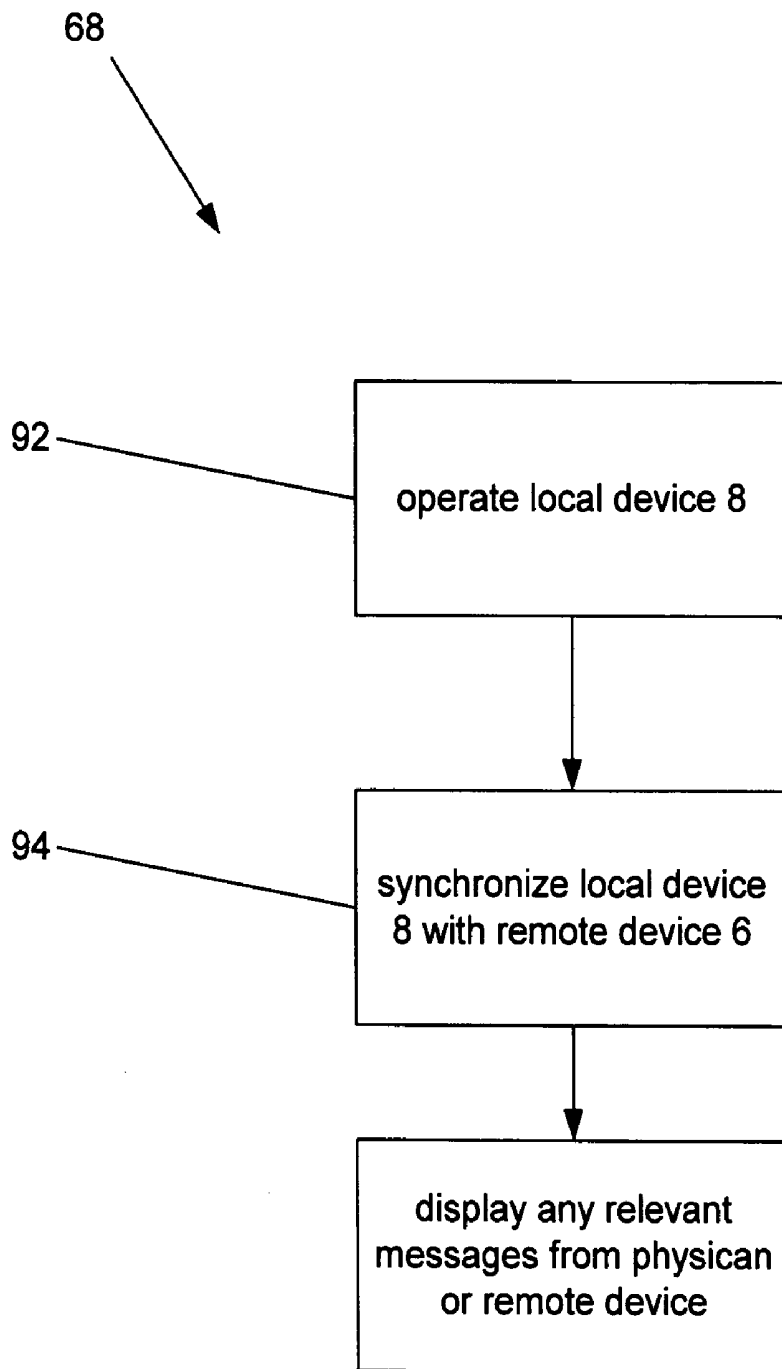 68
92
operate local device 8
94
synchronize local device
8 with remote device 6
display any relevant
messages from physican
or remote device